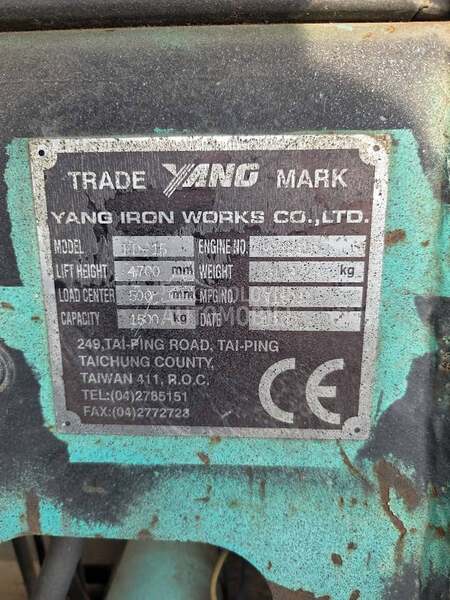 TRADE YANG MARK
YANG IRON WORKS CO.,LTD.
MODEL ENGINE NO.
LIFT HEIGHT 4700 mm WEIGHT kg
LOAD CENTER 500 mm MFG NO
CAPACITY 1500 kg DATE
249,TAI-PING ROAD, TAI-PING
TAICHUNG COUNTY,
TAIWAN 411, R.O.C.
TEL:(04)2785151
FAX:(04)2772723
CE